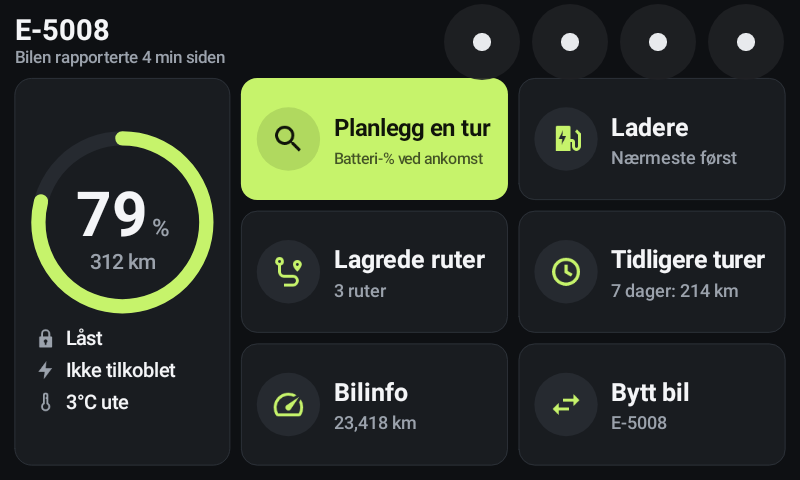 E-5008
Bilen rapporterte 4 min siden
79 %
312 km
Låst
Ikke tilkoblet
3°C ute
Planlegg en tur
Batteri-% ved ankomst
Ladere
Nærmeste først
Lagrede ruter
3 ruter
Tidligere turer
7 dager: 214 km
Bilinfo
23,418 km
Bytt bil
E-5008